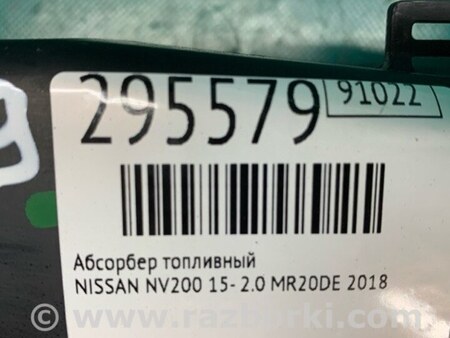 295579
91022
Абсорбер топливный
NISSAN NV200 15- 2.0 MR20DE 2018
© www.razborki.com